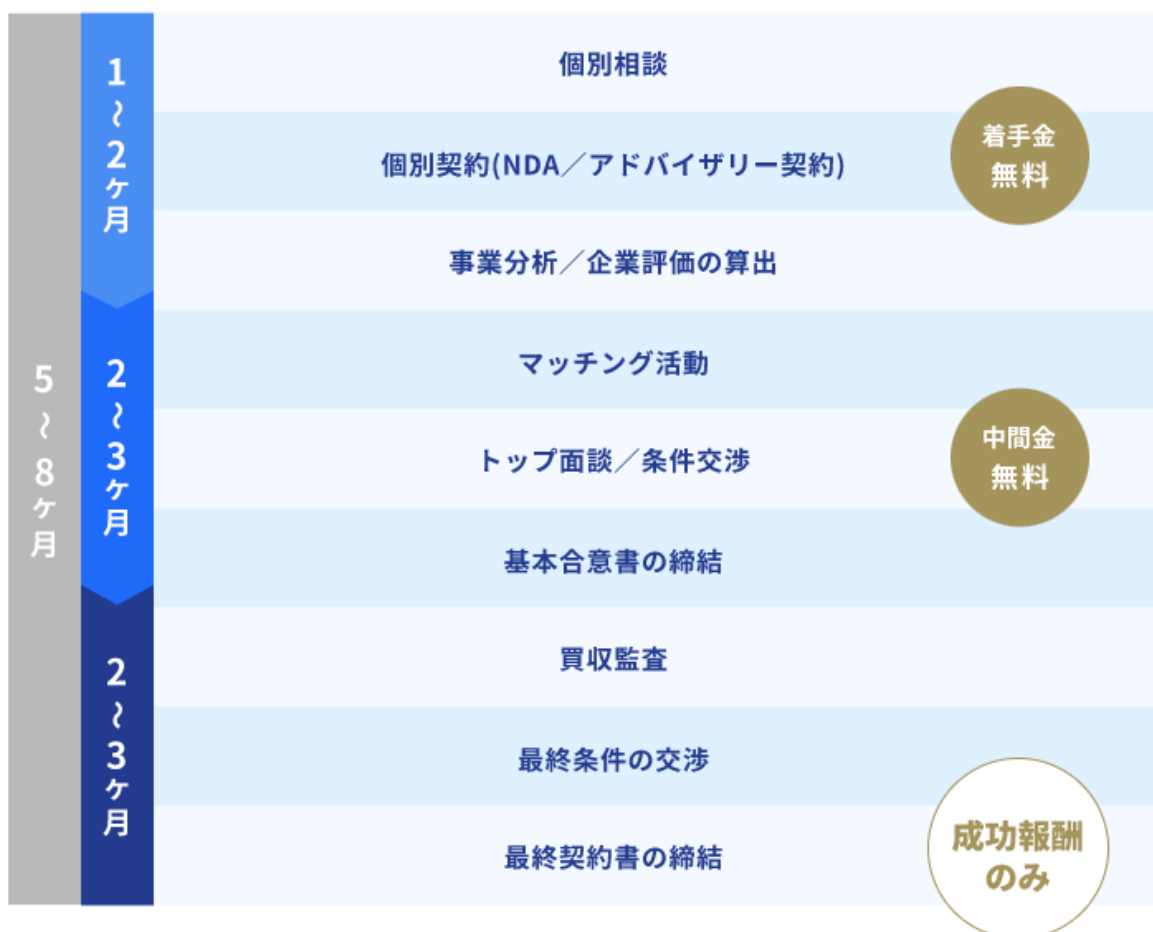 5～8ヶ月
1～2ヶ月
個別相談
個別契約(NDA／アドバイザリー契約)
着手金
無料
事業分析／企業評価の算出
2～3ヶ月
マッチング活動
トップ面談／条件交渉
中間金
無料
基本合意書の締結
2～3ヶ月
買収監査
最終条件の交渉
最終契約書の締結
成功報酬
のみ